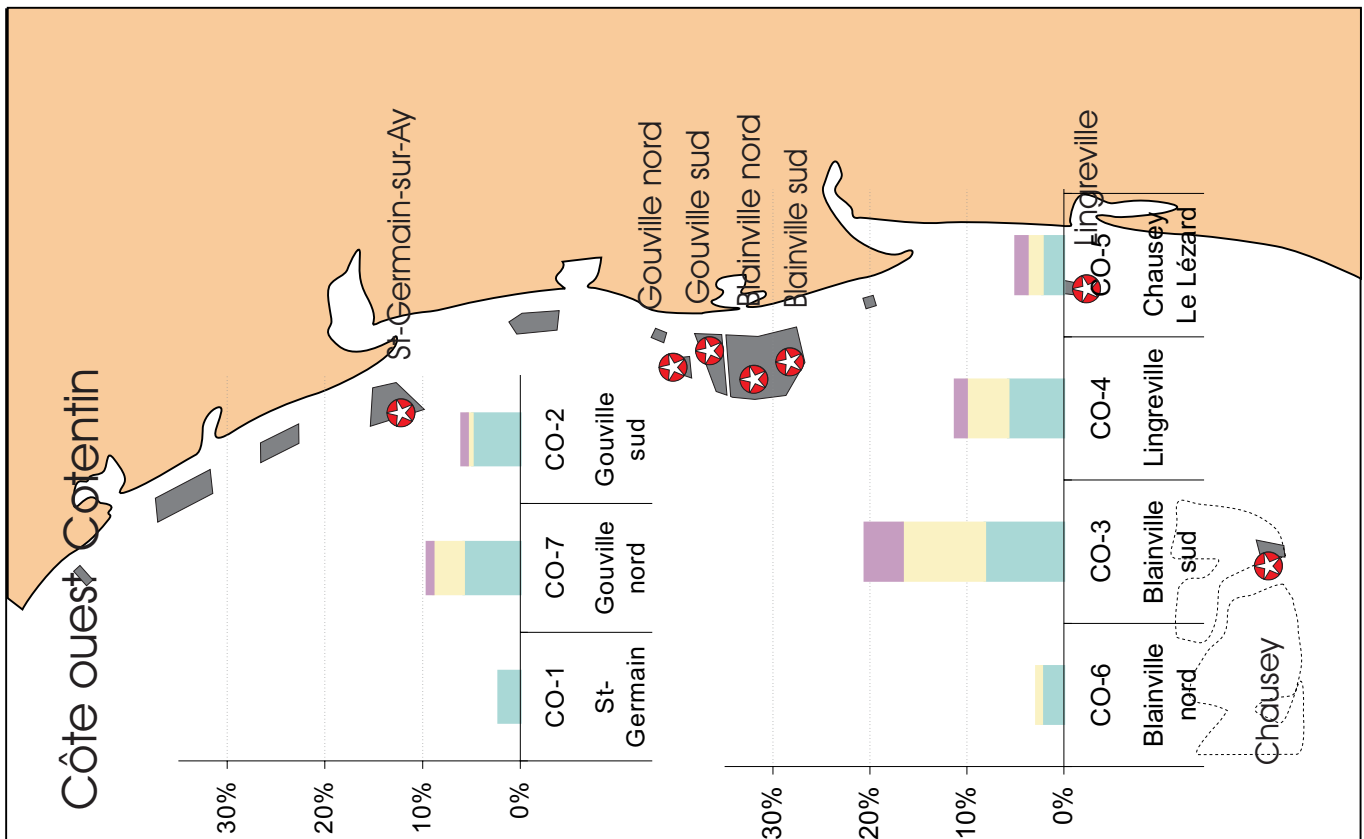 Côte ouest Cotentin
St-Germain-sur-Ay
Gouville nord
Gouville sud
Blainville nord
Blainville sud
Lingreville
Chausey
30%
20%
10%
0%
CO-1
St-
Germain
CO-7
Gouville
nord
CO-2
Gouville
sud
30%
20%
10%
0%
CO-6
Blainville
nord
CO-3
Blainville
sud
CO-4
Lingreville
CO-5
Chausey
Le Lézard